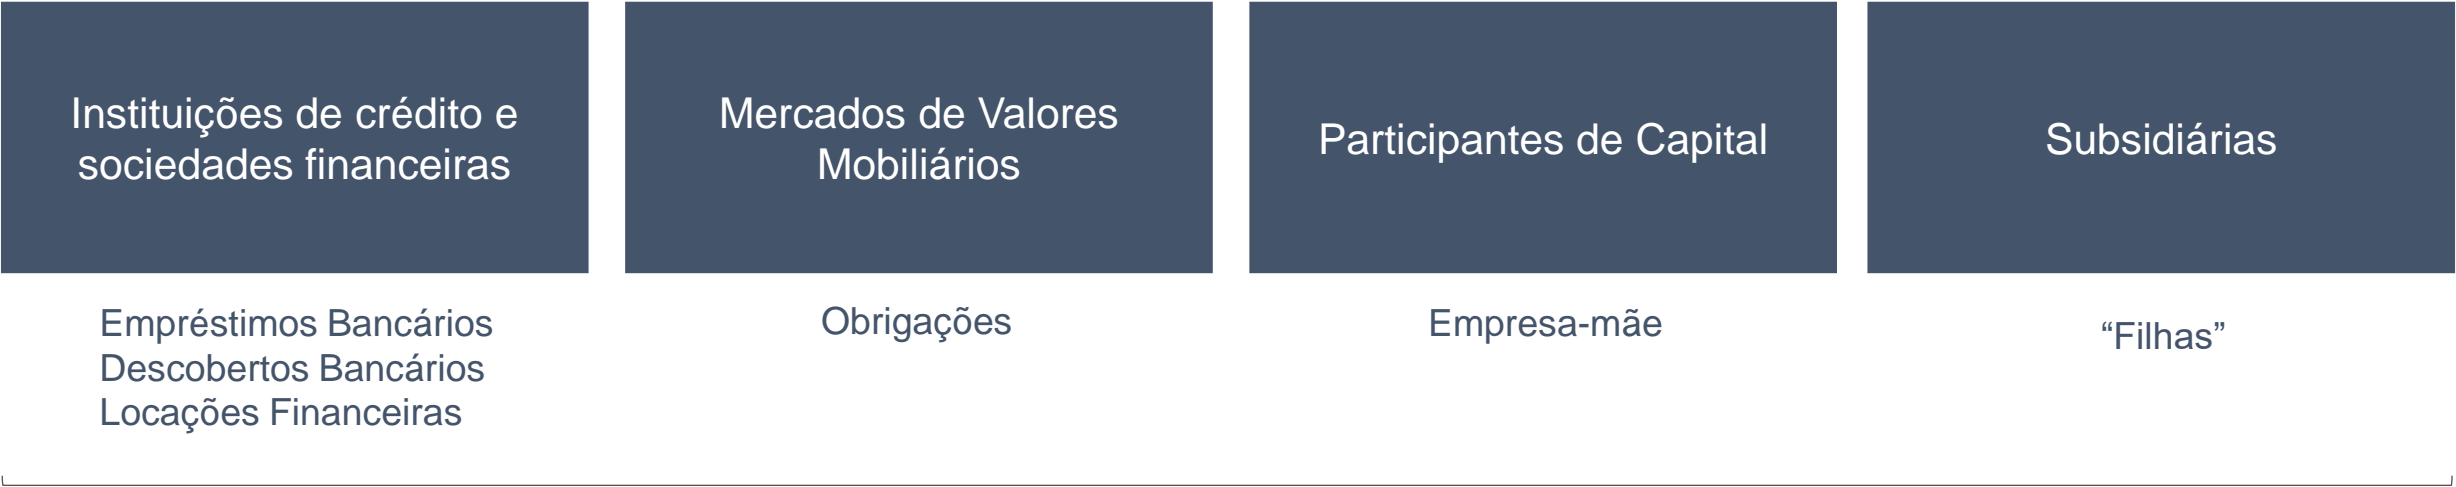 Instituições de crédito e
sociedades financeiras
Mercados de Valores
Mobiliários
Participantes de Capital
Subsidiárias
Empréstimos Bancários
Descobertos Bancários
Locações Financeiras
Obrigações
Empresa-mãe
“Filhas”